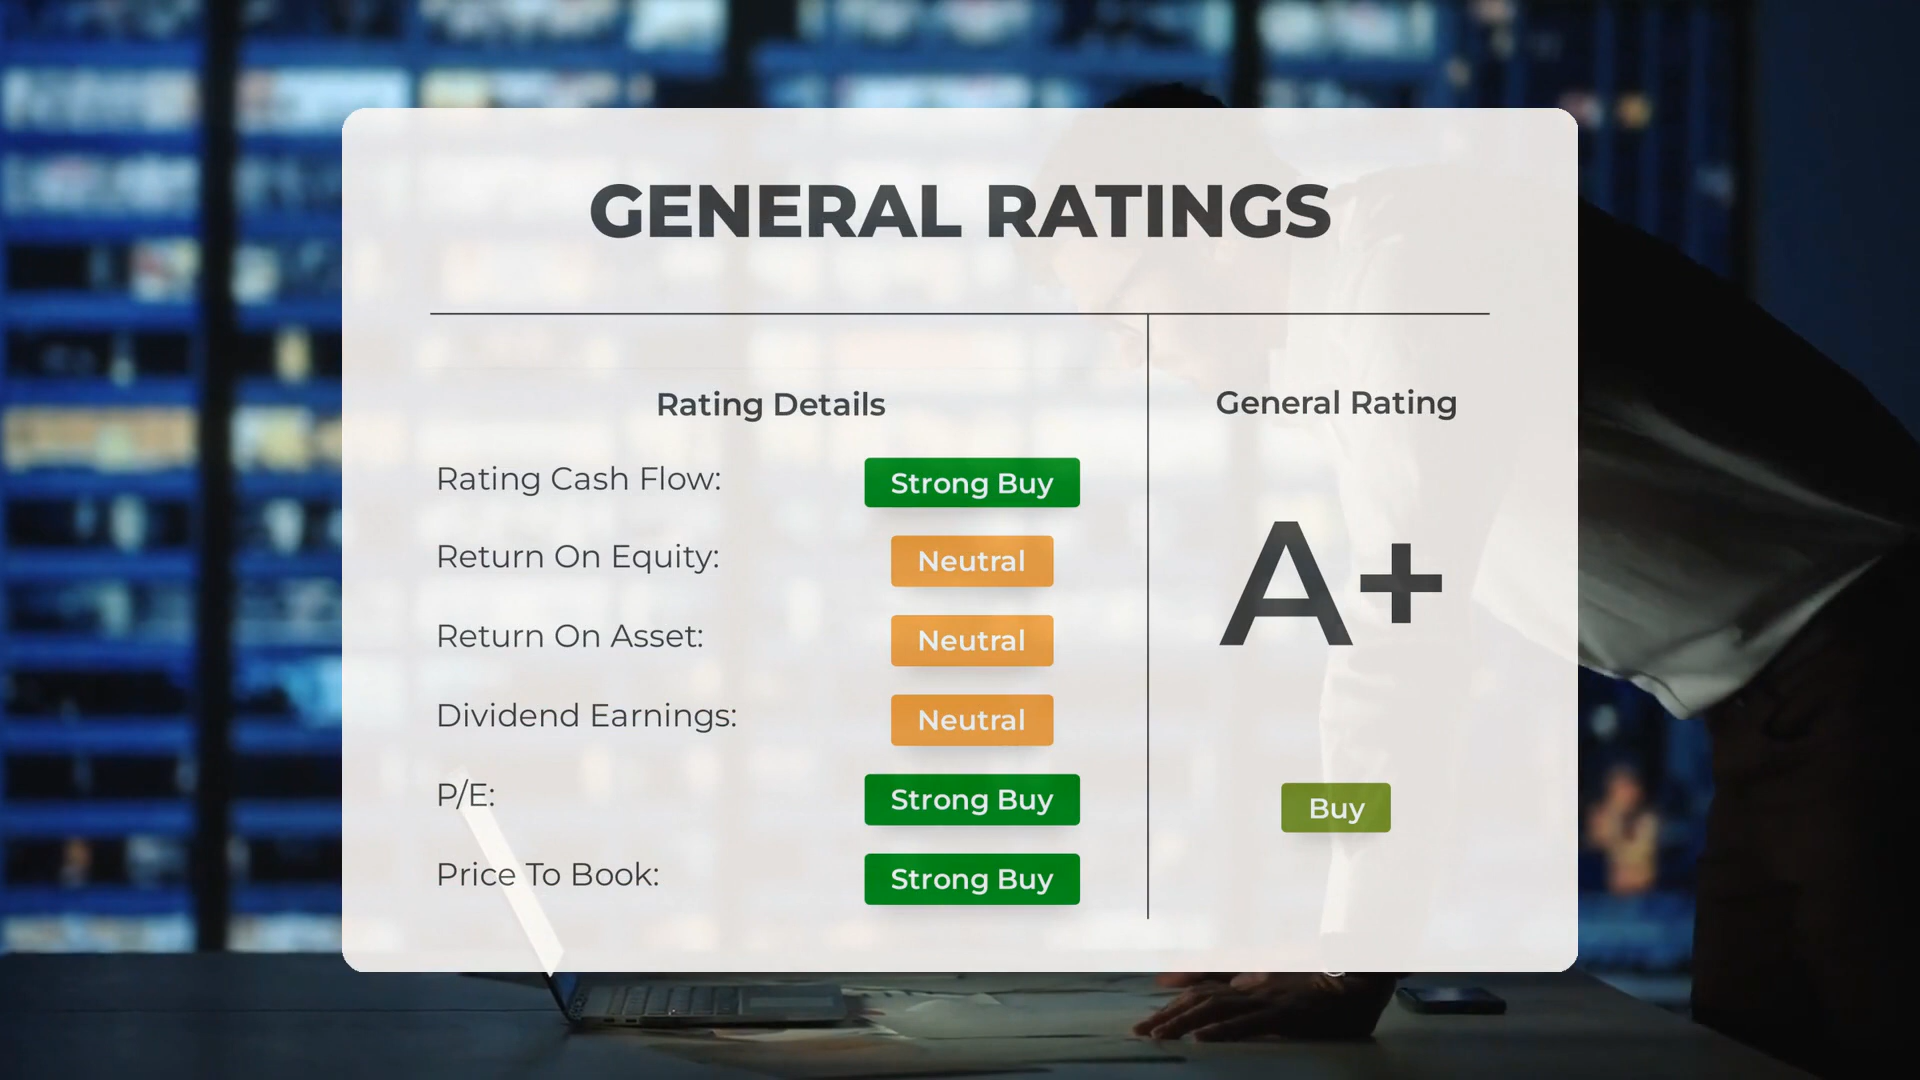 GENERAL RATINGS
Rating Details
Rating Cash Flow: Strong Buy
Return On Equity: Neutral
Return On Asset: Neutral
Dividend Earnings: Neutral
P/E: Strong Buy
Price To Book: Strong Buy
General Rating
A+
Buy